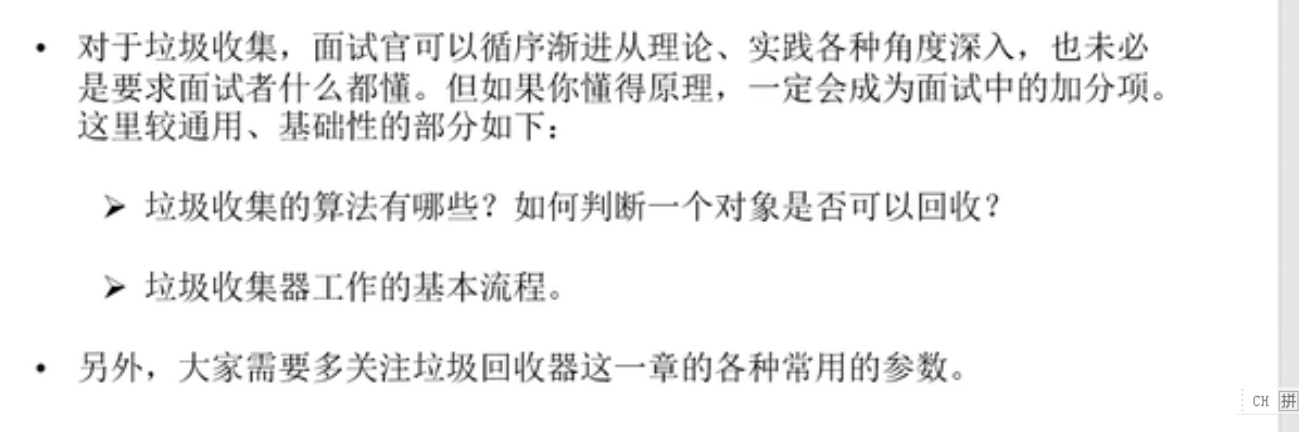 • 对于垃圾收集，面试官可以循序渐进从理论、实践各种角度深入，也未必
是要求面试者什么都懂。但如果你懂得原理，一定会成为面试中的加分项。
这里较通用、基础性的部分如下：
➢ 垃圾收集的算法有哪些？如何判断一个对象是否可以回收？
➢ 垃圾收集器工作的基本流程。
• 另外，大家需要多关注垃圾回收器这一章的各种常用的参数。
CH 拼